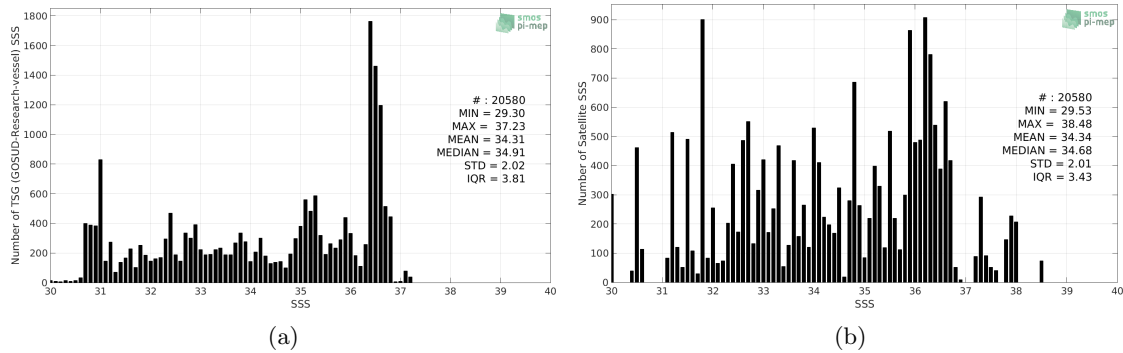 1800
1600
1400
1200
1000
800
600
400
200
0
Number of TSG (GOSUD-Research-vessel) SSS
smos
pi-mep
# : 20580
MIN = 29.30
MAX = 37.23
MEAN = 34.31
MEDIAN = 34.91
STD = 2.02
IQR = 3.81
30 31 32 33 34 35 36 37 38 39 40
SSS
(a)
900
800
700
600
500
400
300
200
100
0
Number of Satellite SSS
smos
pi-mep
# : 20580
MIN = 29.53
MAX = 38.48
MEAN = 34.34
MEDIAN = 34.68
STD = 2.01
IQR = 3.43
30 31 32 33 34 35 36 37 38 39 40
SSS
(b)